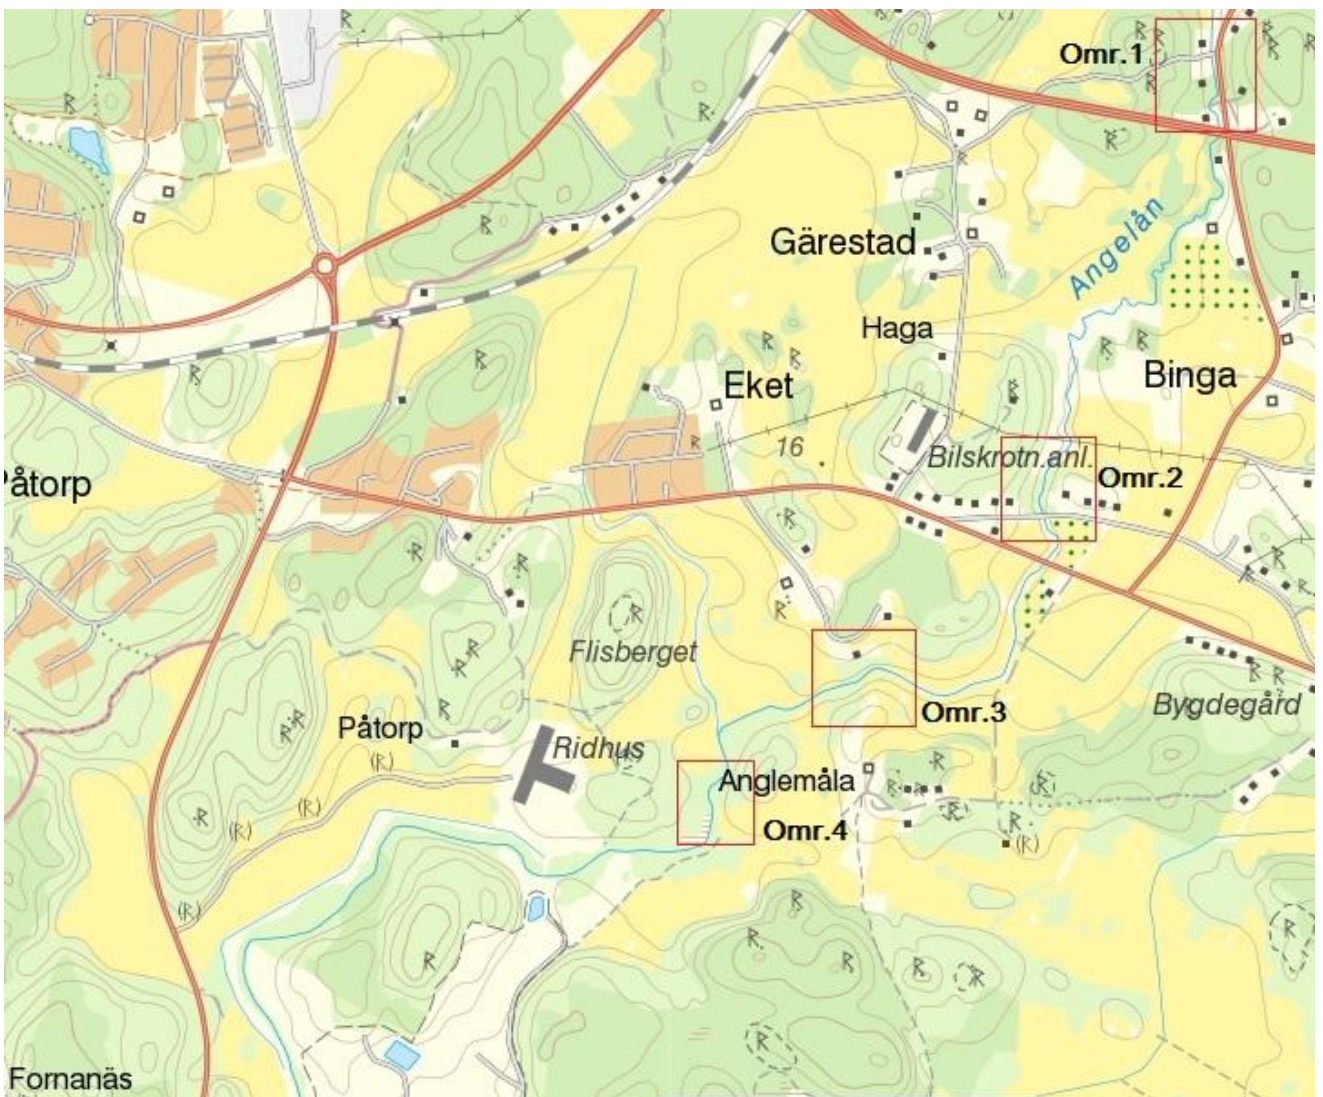 Omr.1
Angelån
Gärestad
Haga
Eket
Binga
16
Bilskrotn.anl.
Omr.2
Påtorp
Flisberget
Bygdegård
Omr.3
Påtorp
Ridhus
(R)
(R)
Anglemåla
Omr.4
(R)
(R)
(R)
Fornanäs